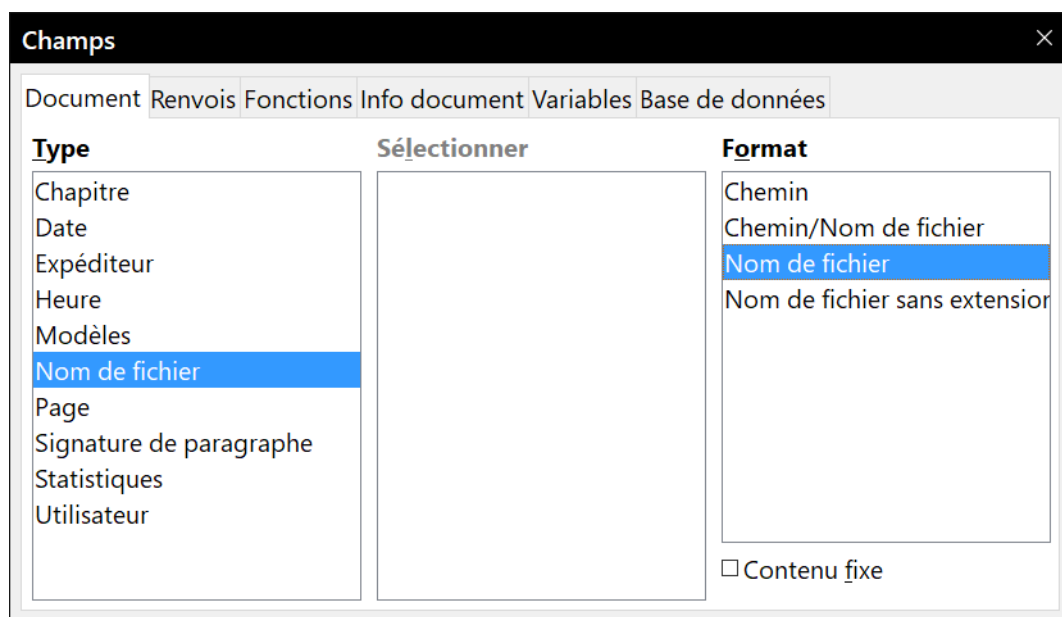 Champs
Document Renvois Fonctions Info document Variables Base de données
Type
Chapitre
Date
Expéditeur
Heure
Modèles
Nom de fichier
Page
Signature de paragraphe
Statistiques
Utilisateur
Sélectionner
Format
Chemin
Chemin/Nom de fichier
Nom de fichier
Nom de fichier sans extension
Contenu fixe